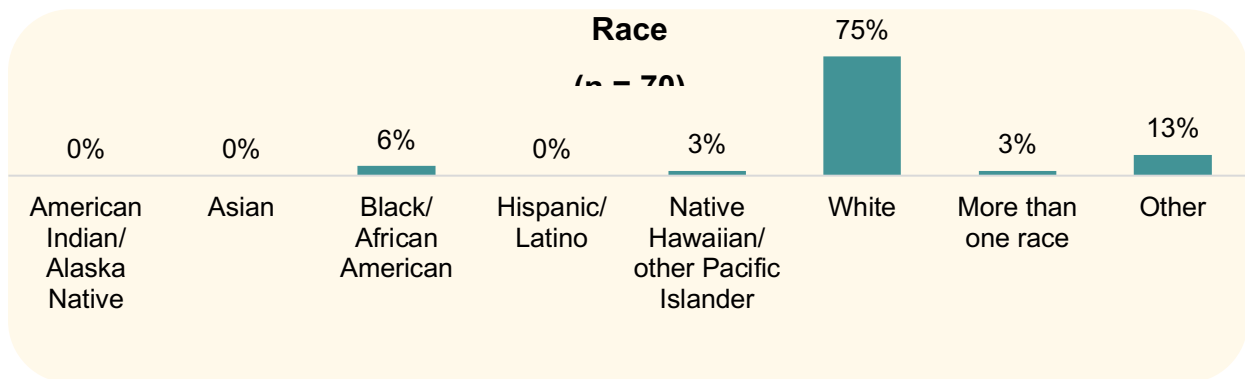 Race
(n = 70)
75%
0%
0%
6%
0%
3%
3%
13%
American
Indian/
Alaska
Native
Asian
Black/
African
American
Hispanic/
Latino
Native
Hawaiian/
other Pacific
Islander
White
More than
one race
Other